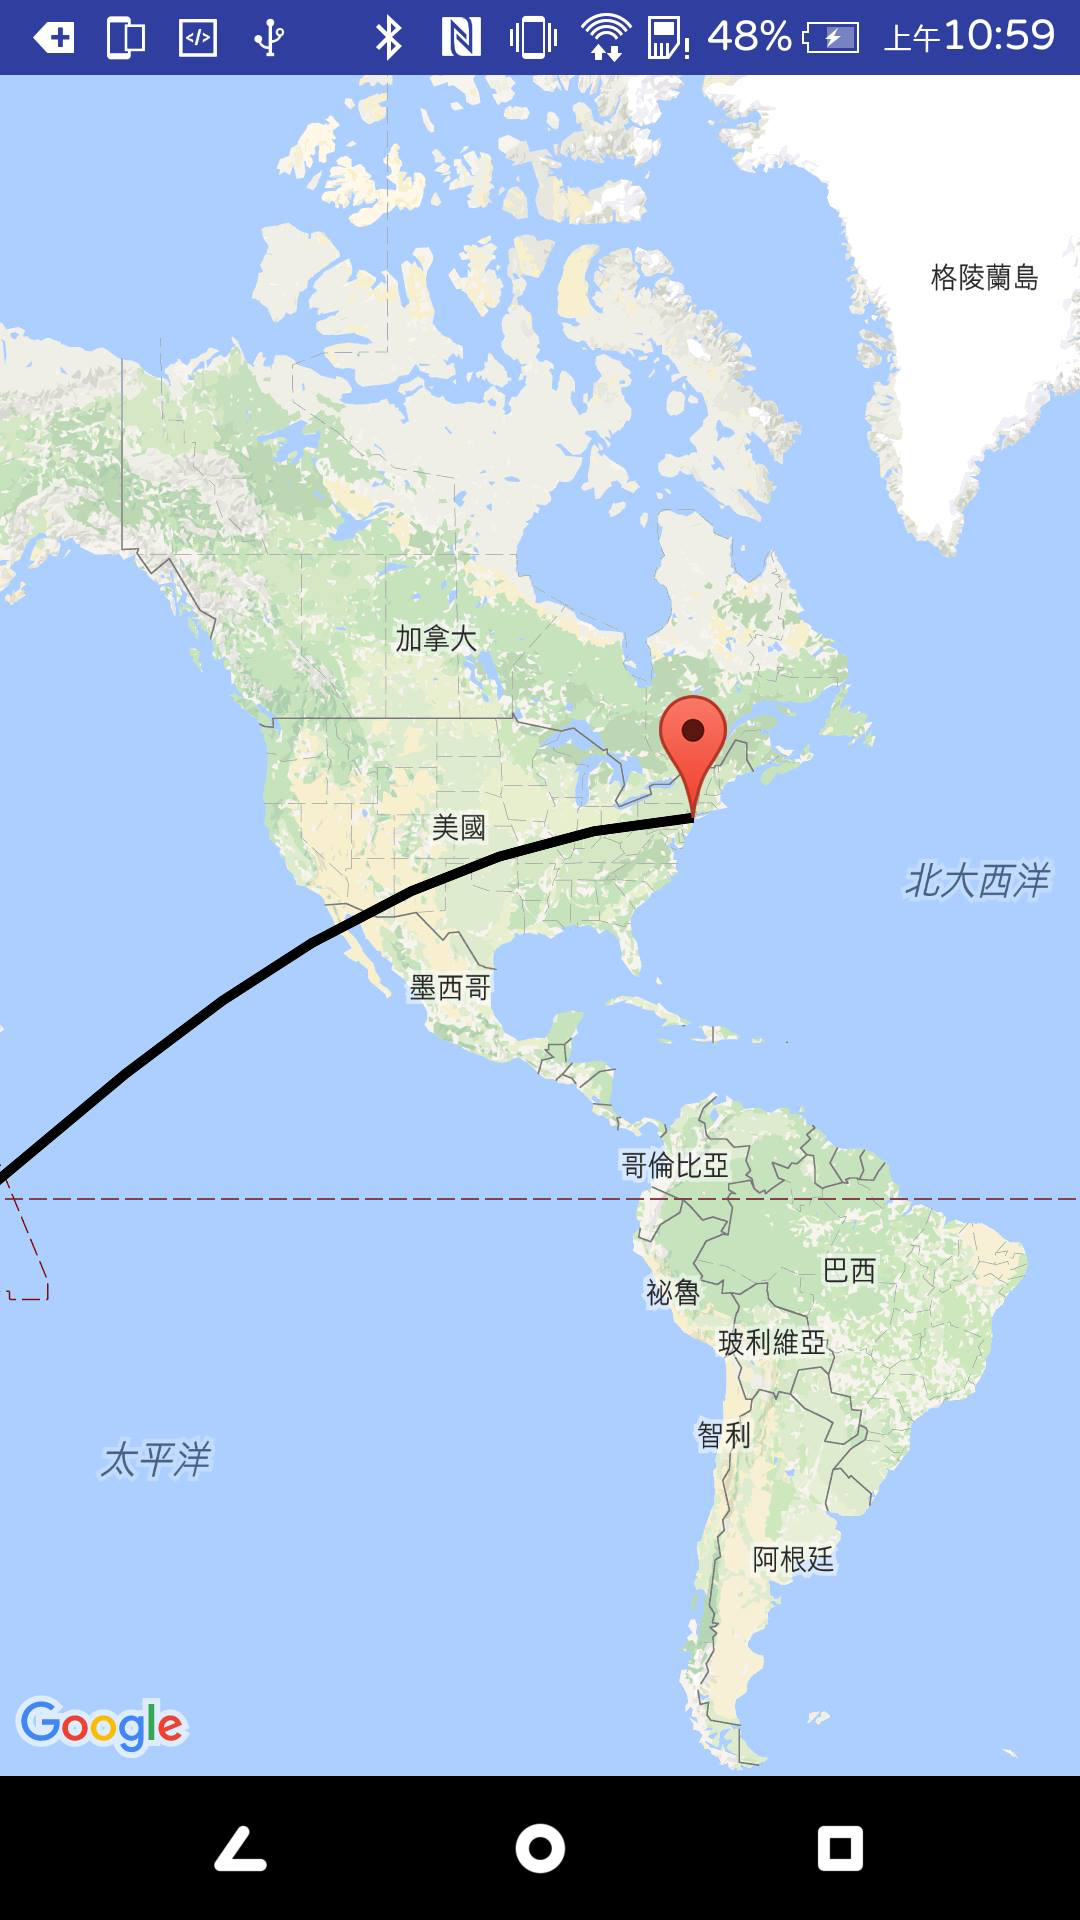 48% 上午10:59
格陵蘭島
加拿大
美國
北大西洋
墨西哥
哥倫比亞
巴西
祕魯
玻利維亞
智利
太平洋
阿根廷
Google